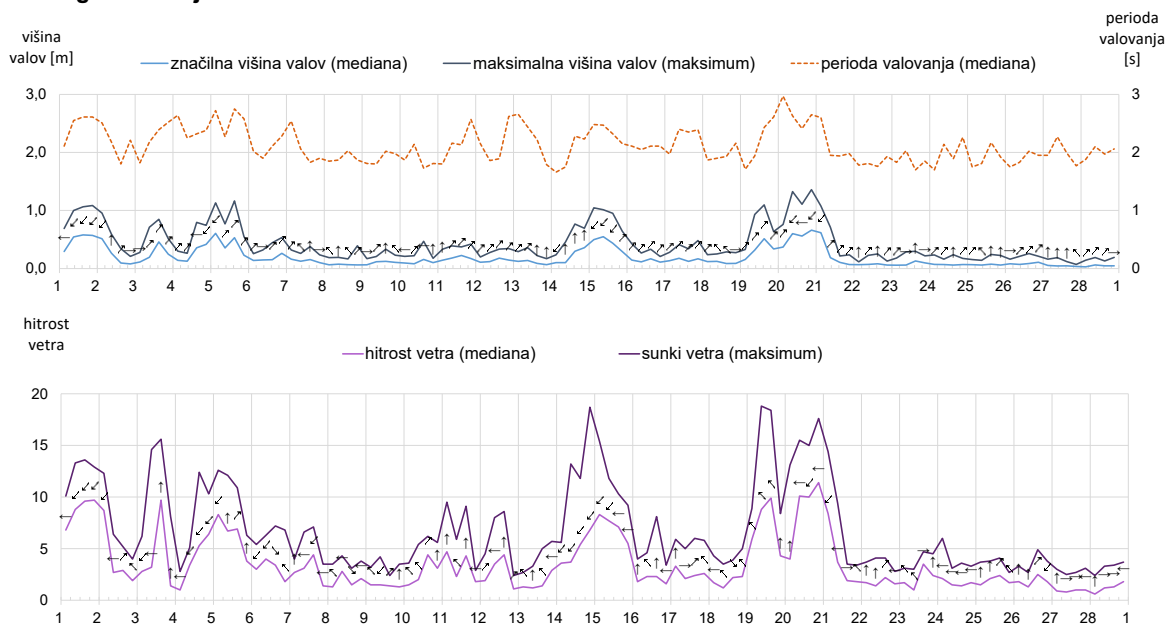 višina
valov [m]
perioda
valovanja
[s]
značilna višina valov (mediana)
maksimalna višina valov (maksimum)
perioda valovanja (mediana)
3,0
2,0
1,0
0,0
3
2
1
0
1 2 3 4 5 6 7 8 9 10 11 12 13 14 15 16 17 18 19 20 21 22 23 24 25 26 27 28 1
hitrost
vetra
hitrost vetra (mediana)
sunki vetra (maksimum)
20
15
10
5
0
1 2 3 4 5 6 7 8 9 10 11 12 13 14 15 16 17 18 19 20 21 22 23 24 25 26 27 28 1